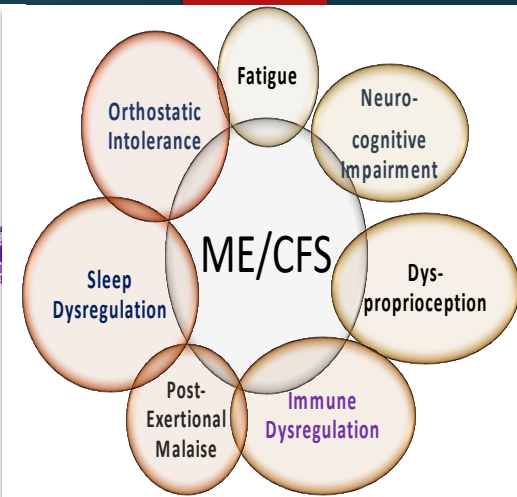 Fatigue
Orthostatic
Intolerance
Neuro-
cognitive
Impairment
ME/CFS
Sleep
Dysregulation
Dys-
proprioception
Post-
Exertional
Malaise
Immune
Dysregulation